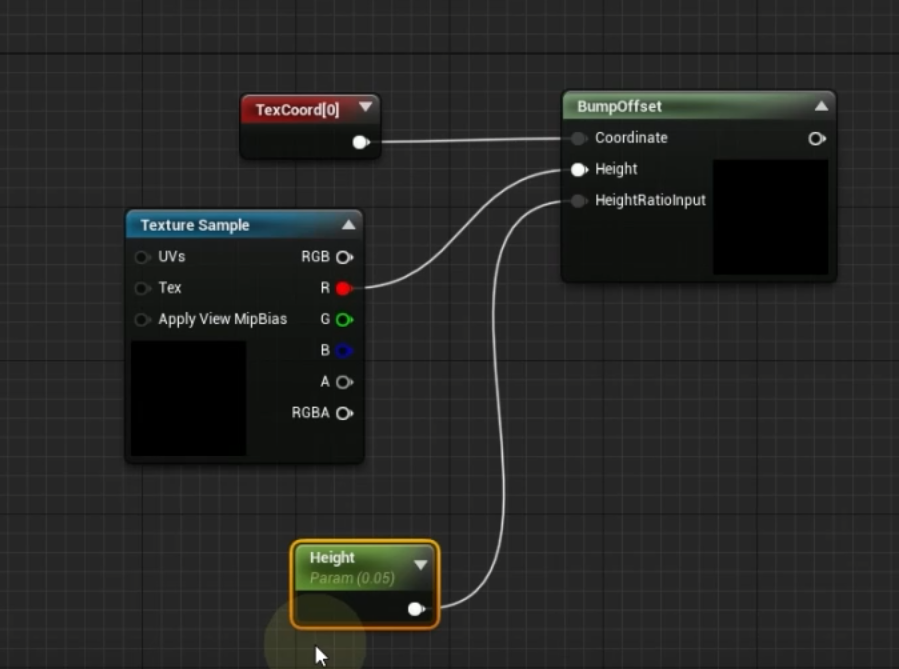 TexCoord[0]
BumpOffset
Coordinate
Height
HeightRatioInput
Texture Sample
UVs RGB
Tex R
Apply View MipBias G
B
A
RGBA
Height
Param (0.05)